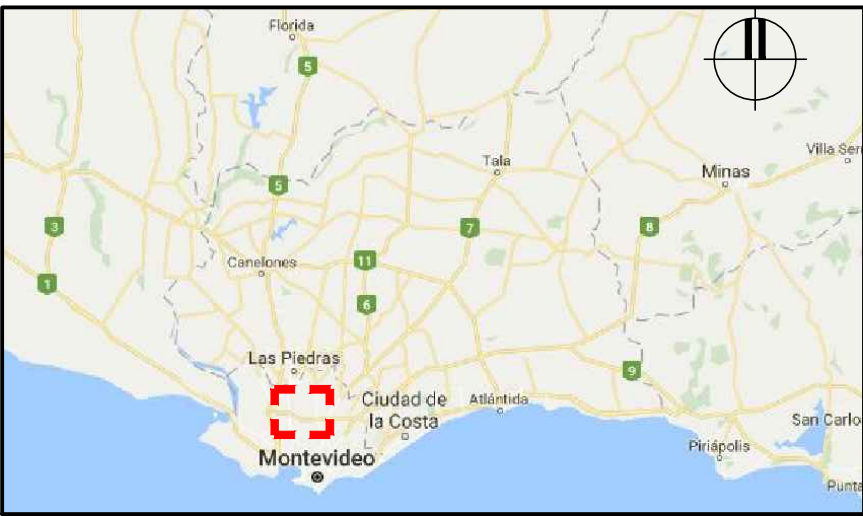 Florida
5
Tala
Villa Ser
Minas
5
3
7
8
Canelones
11
1
6
Las Piedras
9
Ciudad de
la Costa
Atlántida
San Carlo
Piriápolis
Montevideo
Punta